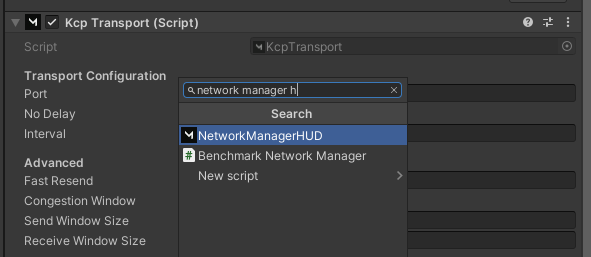 Kcp Transport (Script)
Script
KcpTransport
Transport Configuration
Port
No Delay
Interval
network manager h
Search
NetworkManagerHUD
# Benchmark Network Manager
New script
Advanced
Fast Resend
Congestion Window
Send Window Size
Receive Window Size